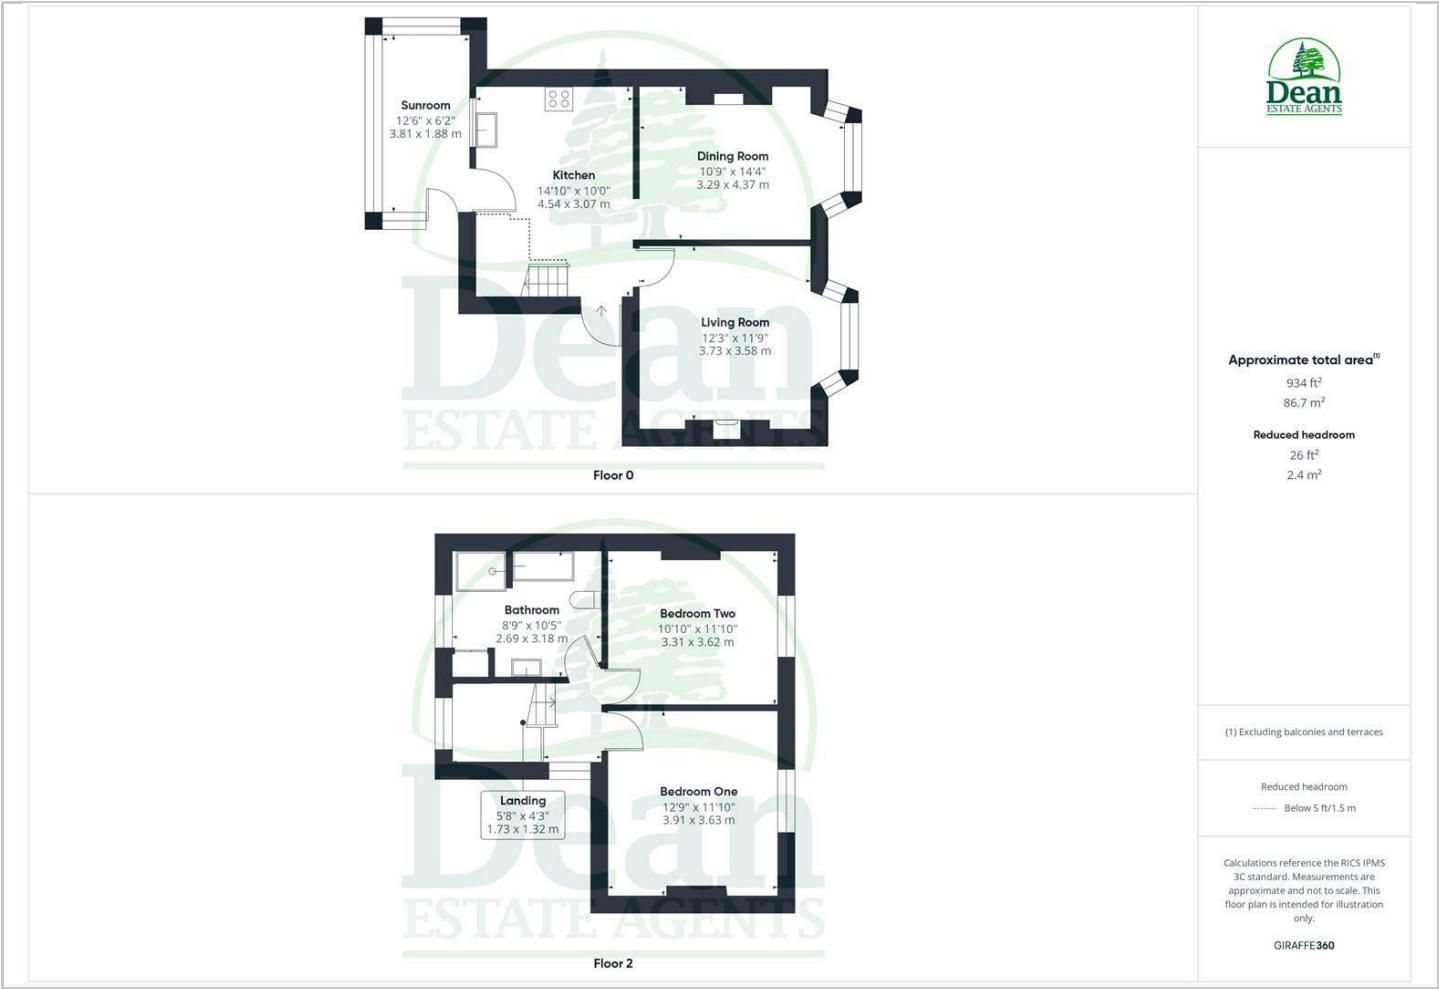 Sunroom
12'6" x 6'2"
3.81 x 1.88 m
Kitchen
14'10" x 10'0"
4.54 x 3.07 m
Dining Room
10'9" x 14'4"
3.29 x 4.37 m
Living Room
12'3" x 11'9"
3.73 x 3.58 m
Dean
ESTATE AGENTS
Floor 0
Bathroom
8'9" x 10'5"
2.69 x 3.18 m
Bedroom Two
10'10" x 11'10"
3.31 x 3.62 m
Bedroom One
12'9" x 11'10"
3.91 x 3.63 m
Landing
5'8" x 4'3"
1.73 x 1.32 m
Dean
ESTATE AGENTS
Floor 2
Dean
ESTATE AGENTS
Approximate total area⁽¹⁾
934 ft²
86.7 m²
Reduced headroom
26 ft²
2.4 m²
(1) Excluding balconies and terraces
Reduced headroom
Below 5 ft/1.5 m
Calculations reference the RICS IPMS
3C standard. Measurements are
approximate and not to scale. This
floor plan is intended for illustration
only.
GIRAFFE360